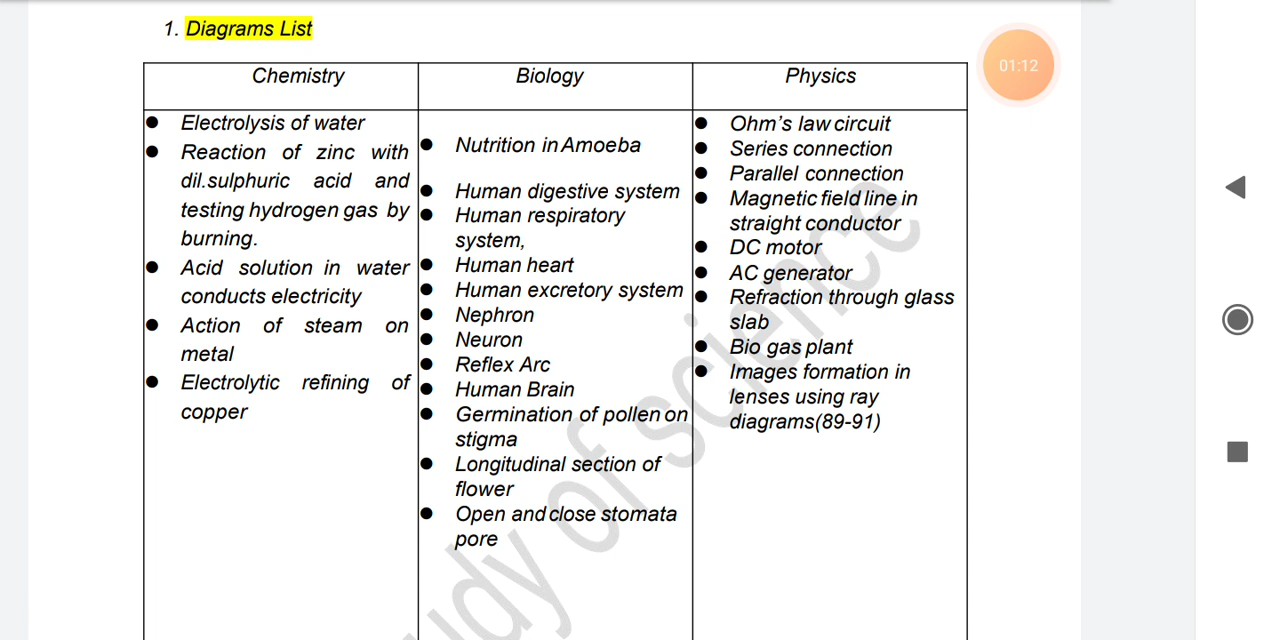 1. Diagrams List
01:12
Chemistry
Biology
Physics
Electrolysis of water
Reaction of zinc with
dil.sulphuric acid and
testing hydrogen gas by
burning.
Acid solution in water
conducts electricity
Action of steam on
metal
Electrolytic refining of
copper
Nutrition in Amoeba
Human digestive system
Human respiratory
system,
Human heart
Human excretory system
Nephron
Neuron
Reflex Arc
Human Brain
Germination of pollen on
stigma
Longitudinal section of
flower
Open and close stomata
pore
Ohm’s law circuit
Series connection
Parallel connection
Magnetic field line in
straight conductor
DC motor
AC generator
Refraction through glass
slab
Bio gas plant
Images formation in
lenses using ray
diagrams(89-91)
udy of science